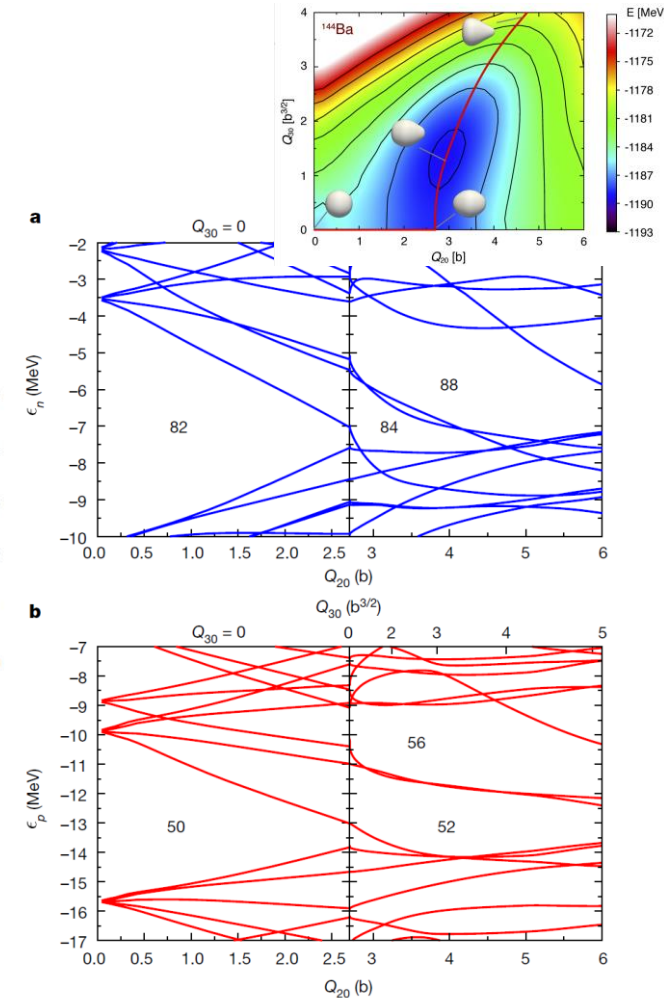 ¹⁴⁴Ba
E [MeV
4
3
2
1
0
Q₃₀ [b³ᐟ²]
0 1 2 3 4 5 6
Q₂₀ [b]
-1172
-1175
-1178
-1181
-1184
-1187
-1190
-1193
a
Q₃₀ = 0
−2
−3
−4
−5
−6
−7
−8
−9
−10
ϵₙ (MeV)
82
84
88
0.0 0.5 1.0 1.5 2.0 2.5 3 4 5 6
Q₂₀ (b)
b
Q₃₀ (b³ᐟ²)
Q₃₀ = 0
0 2 3 4 5
−7
−8
−9
−10
−11
−12
−13
−14
−15
−16
−17
ϵₚ (MeV)
50
56
52
0.0 0.5 1.0 1.5 2.0 2.5 3 4 5 6
Q₂₀ (b)